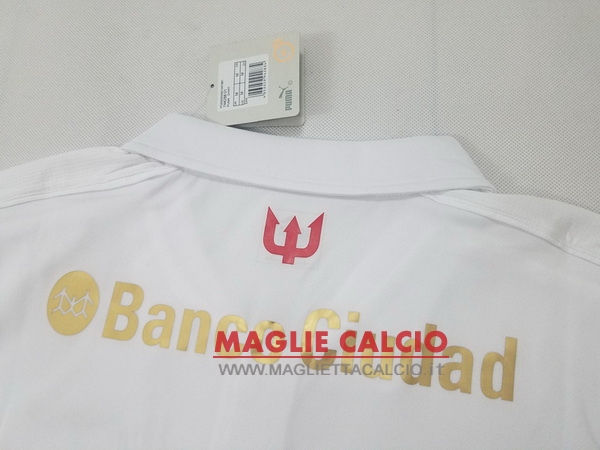 PUMA
Banco Ciudad
MAGLIE CALCIO
WWW.MAGLIETTACALCIO.it